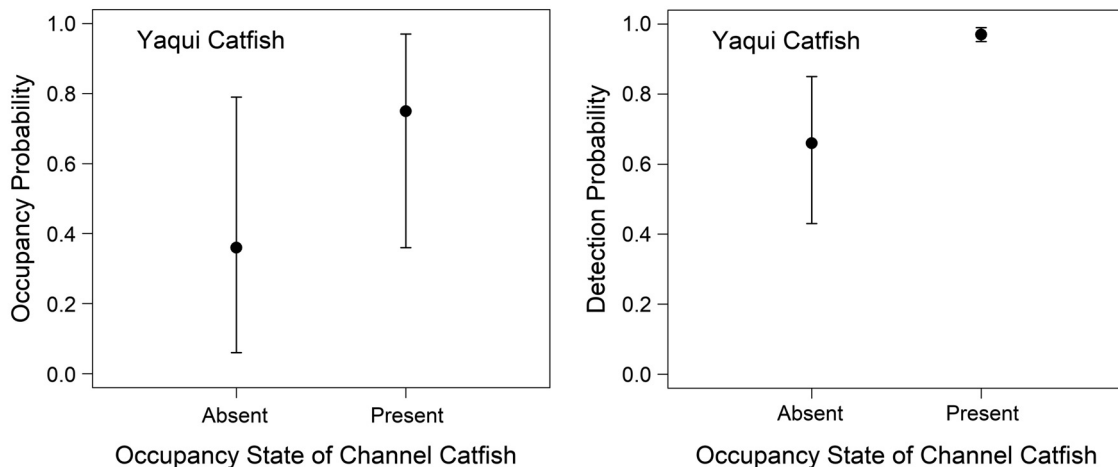 Yaqui Catfish
Occupancy Probability
1.0
0.8
0.6
0.4
0.2
0.0
Absent
Present
Occupancy State of Channel Catfish
Yaqui Catfish
Detection Probability
1.0
0.8
0.6
0.4
0.2
0.0
Absent
Present
Occupancy State of Channel Catfish